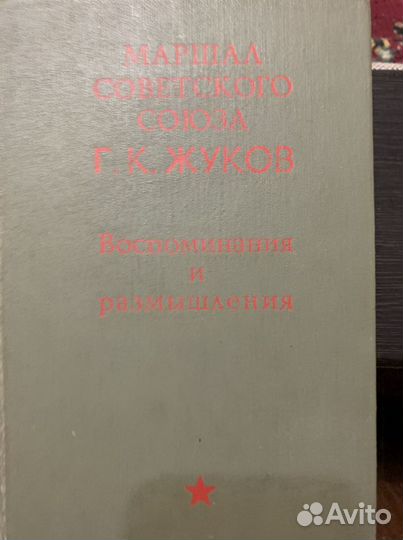 МАРШАЛ
СОВЕТСКОГО
СОЮЗА
Г. К. ЖУКОВ
Воспоминания
и
размышления
Avito